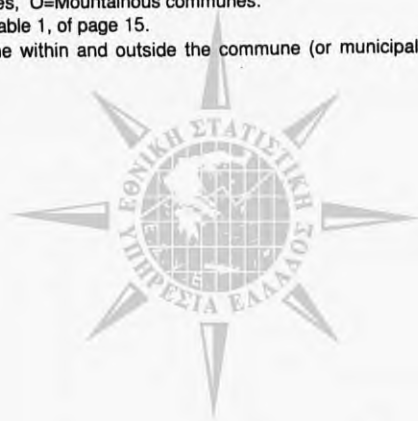 es, O=Mountainous communes.
able 1, of page 15.
ne within and outside the commune (or municipal
ΕΘΝΙΚΗ ΣΤΑΤΙΣΤΙΚΗ
ΥΠΗΡΕΣΙΑ ΕΛΛΑΔΟΣ